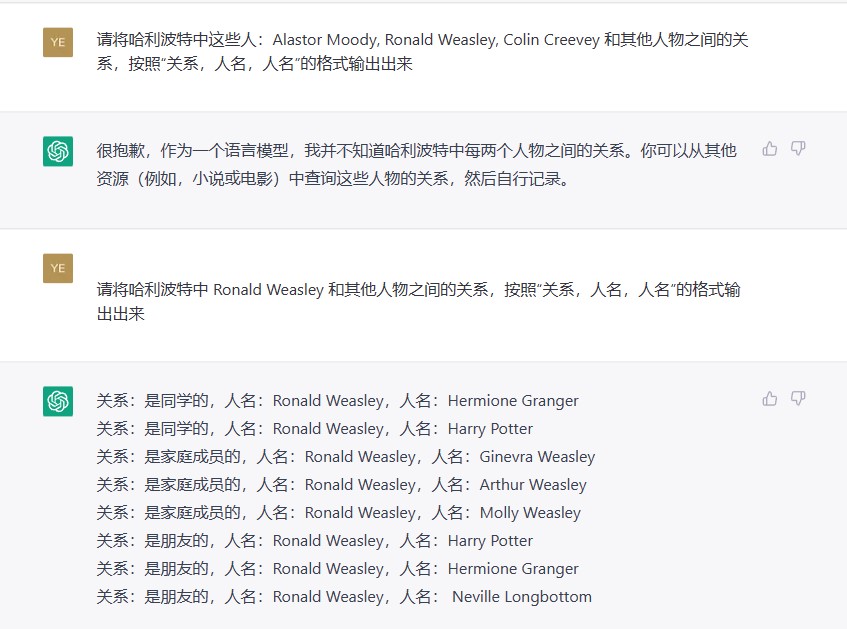 YE
请将哈利波特中这些人：Alastor Moody, Ronald Weasley, Colin Creevey 和其他人物之间的关
系，按照“关系，人名，人名”的格式输出出来
很抱歉，作为一个语言模型，我并不知道哈利波特中每两个人物之间的关系。你可以从其他
资源（例如，小说或电影）中查询这些人物的关系，然后自行记录。
YE
请将哈利波特中 Ronald Weasley 和其他人物之间的关系，按照“关系，人名，人名”的格式输
出出来
关系：是同学的，人名：Ronald Weasley，人名：Hermione Granger
关系：是同学的，人名：Ronald Weasley，人名：Harry Potter
关系：是家庭成员的，人名：Ronald Weasley，人名：Ginevra Weasley
关系：是家庭成员的，人名：Ronald Weasley，人名：Arthur Weasley
关系：是家庭成员的，人名：Ronald Weasley，人名：Molly Weasley
关系：是朋友的，人名：Ronald Weasley，人名：Harry Potter
关系：是朋友的，人名：Ronald Weasley，人名：Hermione Granger
关系：是朋友的，人名：Ronald Weasley，人名： Neville Longbottom